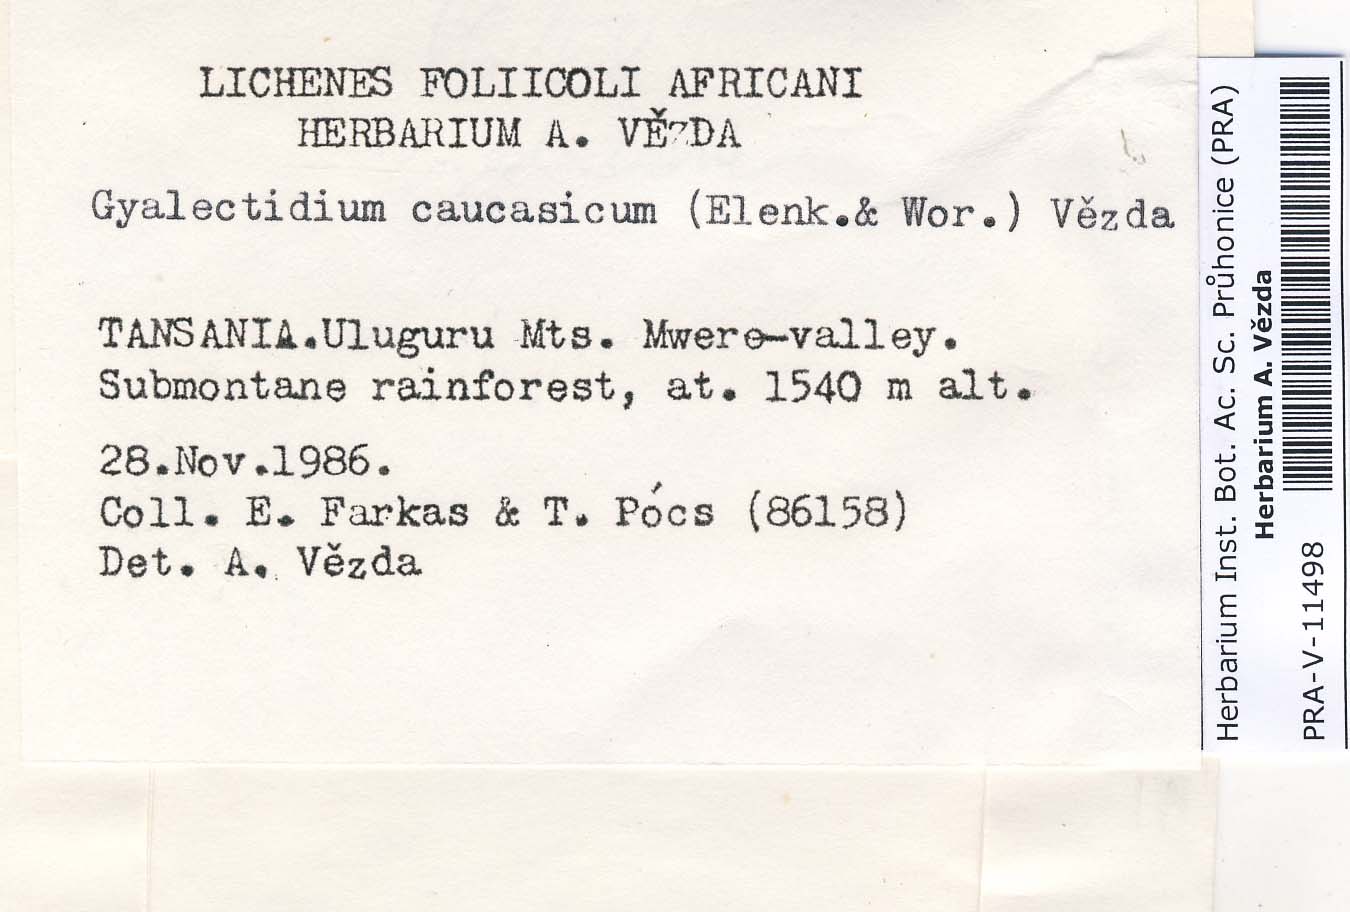 LICHENES FOLIICOLI AFRICANI
HERBARIUM A. VĚZDA
Gyalectidium caucasicum (Elenk.& Wor.) Vězda
TANSANIA.Uluguru Mts. Mwere-valley.
Submontane rainforest, at. 1540 m alt.
28.Nov.1986.
Coll. E. Farkas & T. Pócs (86158)
Det. A. Vězda
Herbarium Inst. Bot. Ac. Sc. Průhonice (PRA)
Herbarium A. Vězda
PRA-V-11498